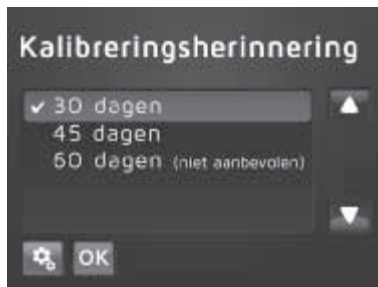 Kalibreringsherinnering
✓ 30 dagen
45 dagen
60 dagen (niet aanbevolen)
OK